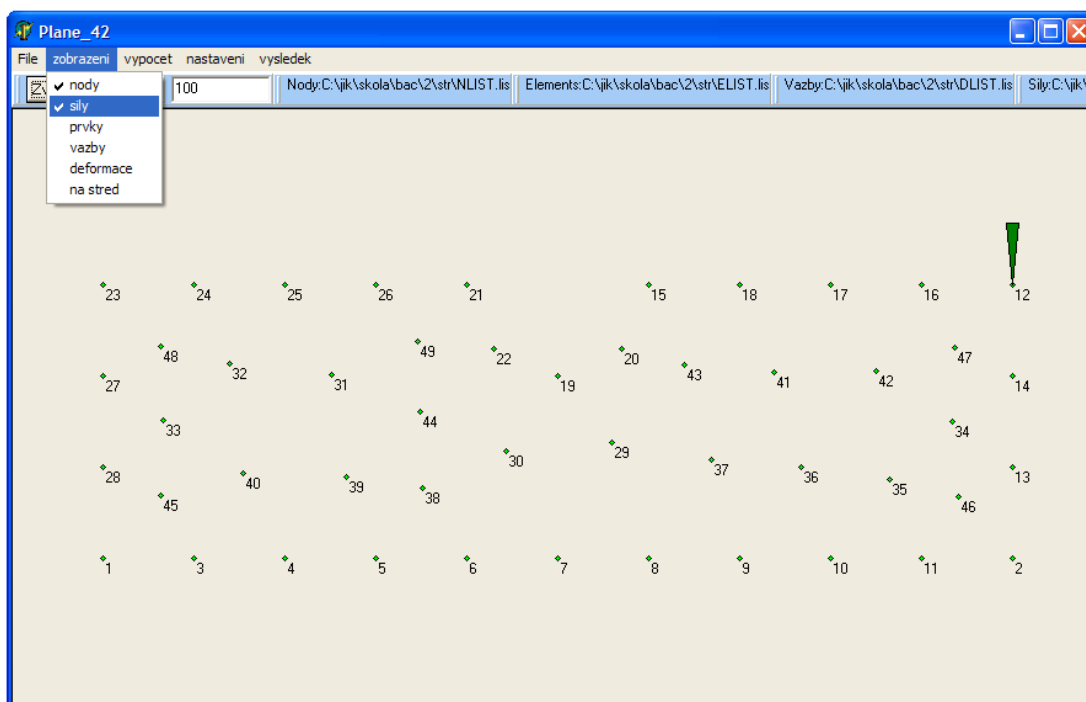 Plane_42
File zobrazeni vypocet nastaveni vysledek
100 Nody:C:\jik\skola\bac\2\str\NLIST.lis Elements:C:\jik\skola\bac\2\str\ELIST.lis Vazby:C:\jik\skola\bac\2\str\DLIST.lis Sily:C:\jik\
nody
sily
prvky
vazby
deformace
na stred
23 24 25 26 21 15 18 17 16 12
48 49 22 20 47
27 32 31 19 43 41 42 14
33 44 34
28 40 39 38 30 29 37 36 35 13
45 46
1 3 4 5 6 7 8 9 10 11 2